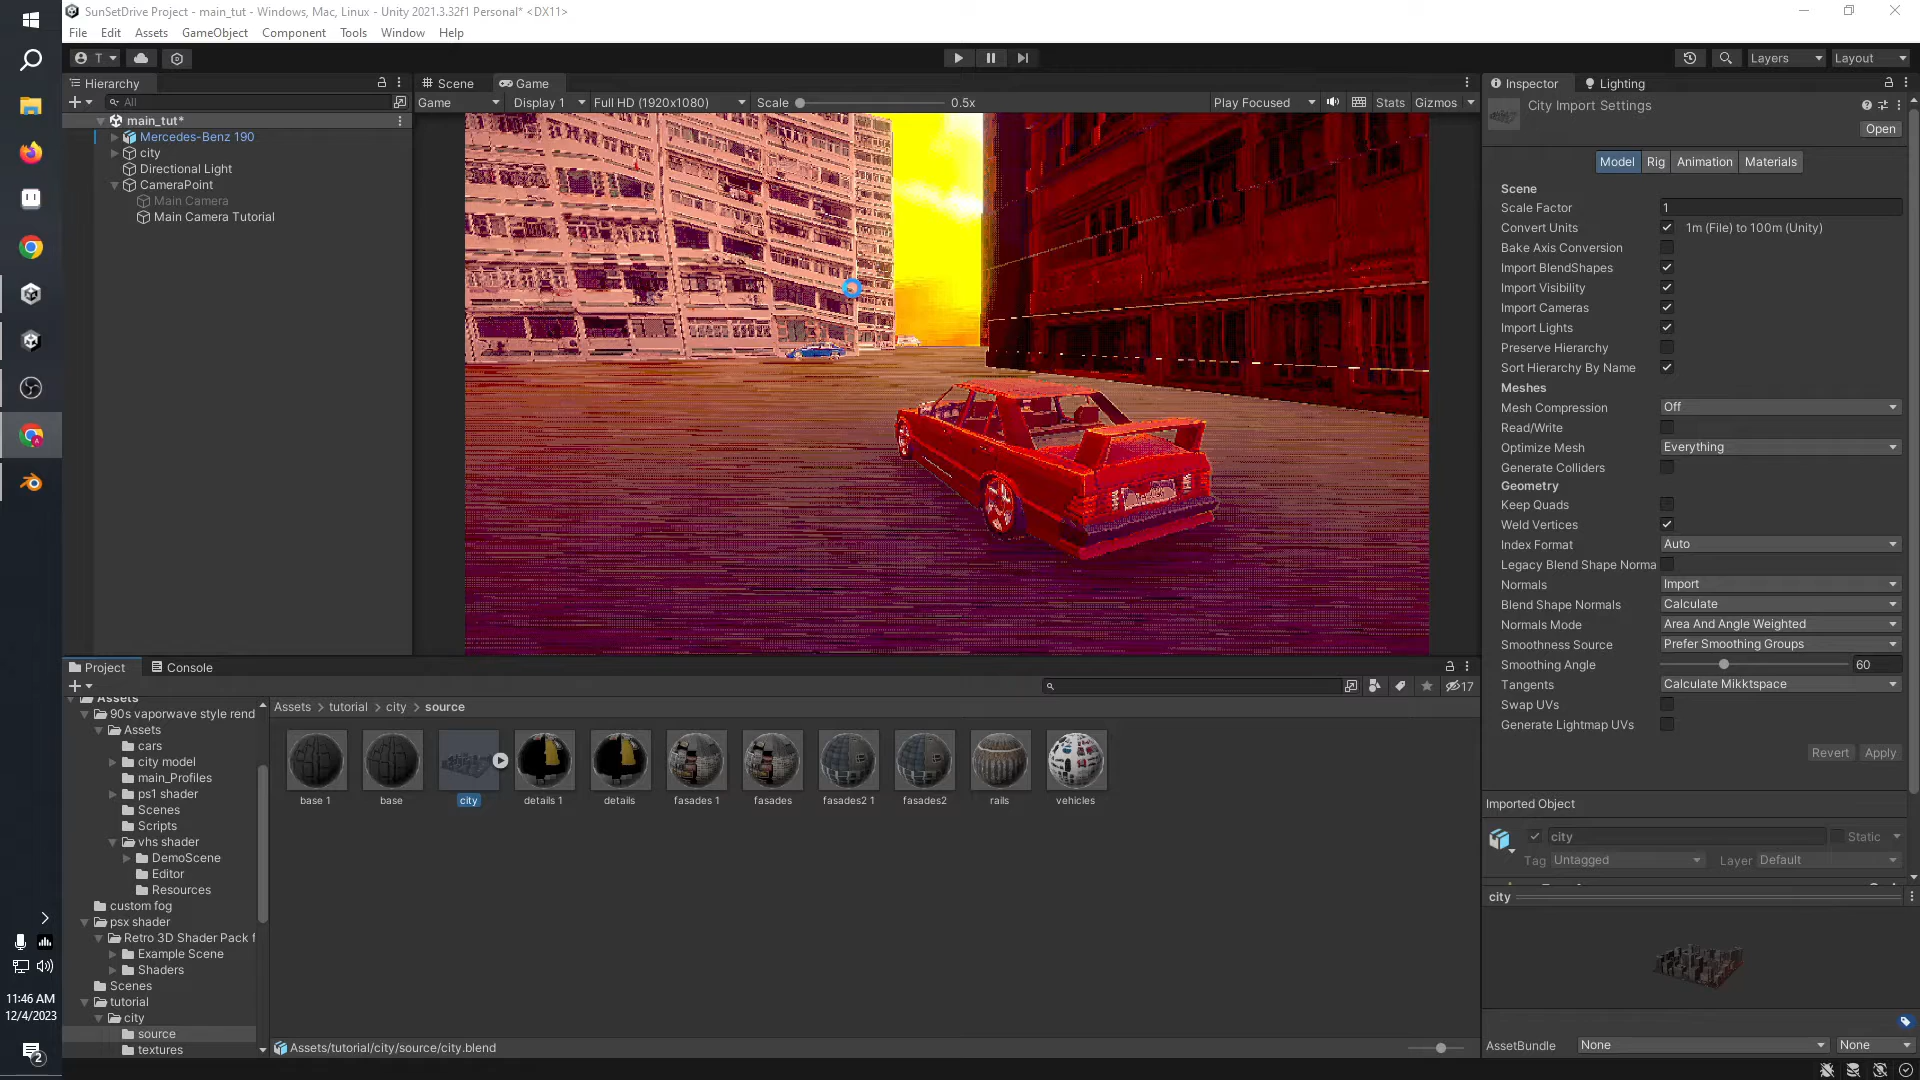 SunSetDrive Project - main_tut - Windows, Mac, Linux - Unity 2021.3.32f1 Personal* <DX11>
File Edit Assets GameObject Component Tools Window Help
T Layers Layout
Hierarchy
All
main_tut*
Mercedes-Benz 190
city
Directional Light
CameraPoint
Main Camera
Main Camera Tutorial
Scene Game
Game Display 1 Full HD (1920x1080) Scale 0.5x Play Focused Stats Gizmos
Inspector Lighting
City Import Settings
Open
Model Rig Animation Materials
Scene
Scale Factor 1
Convert Units 1m (File) to 100m (Unity)
Bake Axis Conversion
Import BlendShapes
Import Visibility
Import Cameras
Import Lights
Preserve Hierarchy
Sort Hierarchy By Name
Meshes
Mesh Compression Off
Read/Write
Optimize Mesh Everything
Generate Colliders
Geometry
Keep Quads
Weld Vertices
Index Format Auto
Legacy Blend Shape Norma
Normals Import
Blend Shape Normals Calculate
Normals Mode Area And Angle Weighted
Smoothness Source Prefer Smoothing Groups
Smoothing Angle 60
Tangents Calculate Mikktspace
Swap UVs
Generate Lightmap UVs
Revert Apply
Imported Object
city Static
Tag Untagged Layer Default
city
AssetBundle None None
Project Console
17
Assets
90s vaporwave style rend
Assets
cars
city model
main_Profiles
ps1 shader
Scenes
Scripts
vhs shader
DemoScene
Editor
Resources
custom fog
psx shader
Retro 3D Shader Pack f
Example Scene
Shaders
Scenes
tutorial
city
source
textures
Assets > tutorial > city > source
base 1 base city details 1 details fasades 1 fasades fasades2 1 fasades2 rails vehicles
Assets/tutorial/city/source/city.blend
11:46 AM
12/4/2023
2